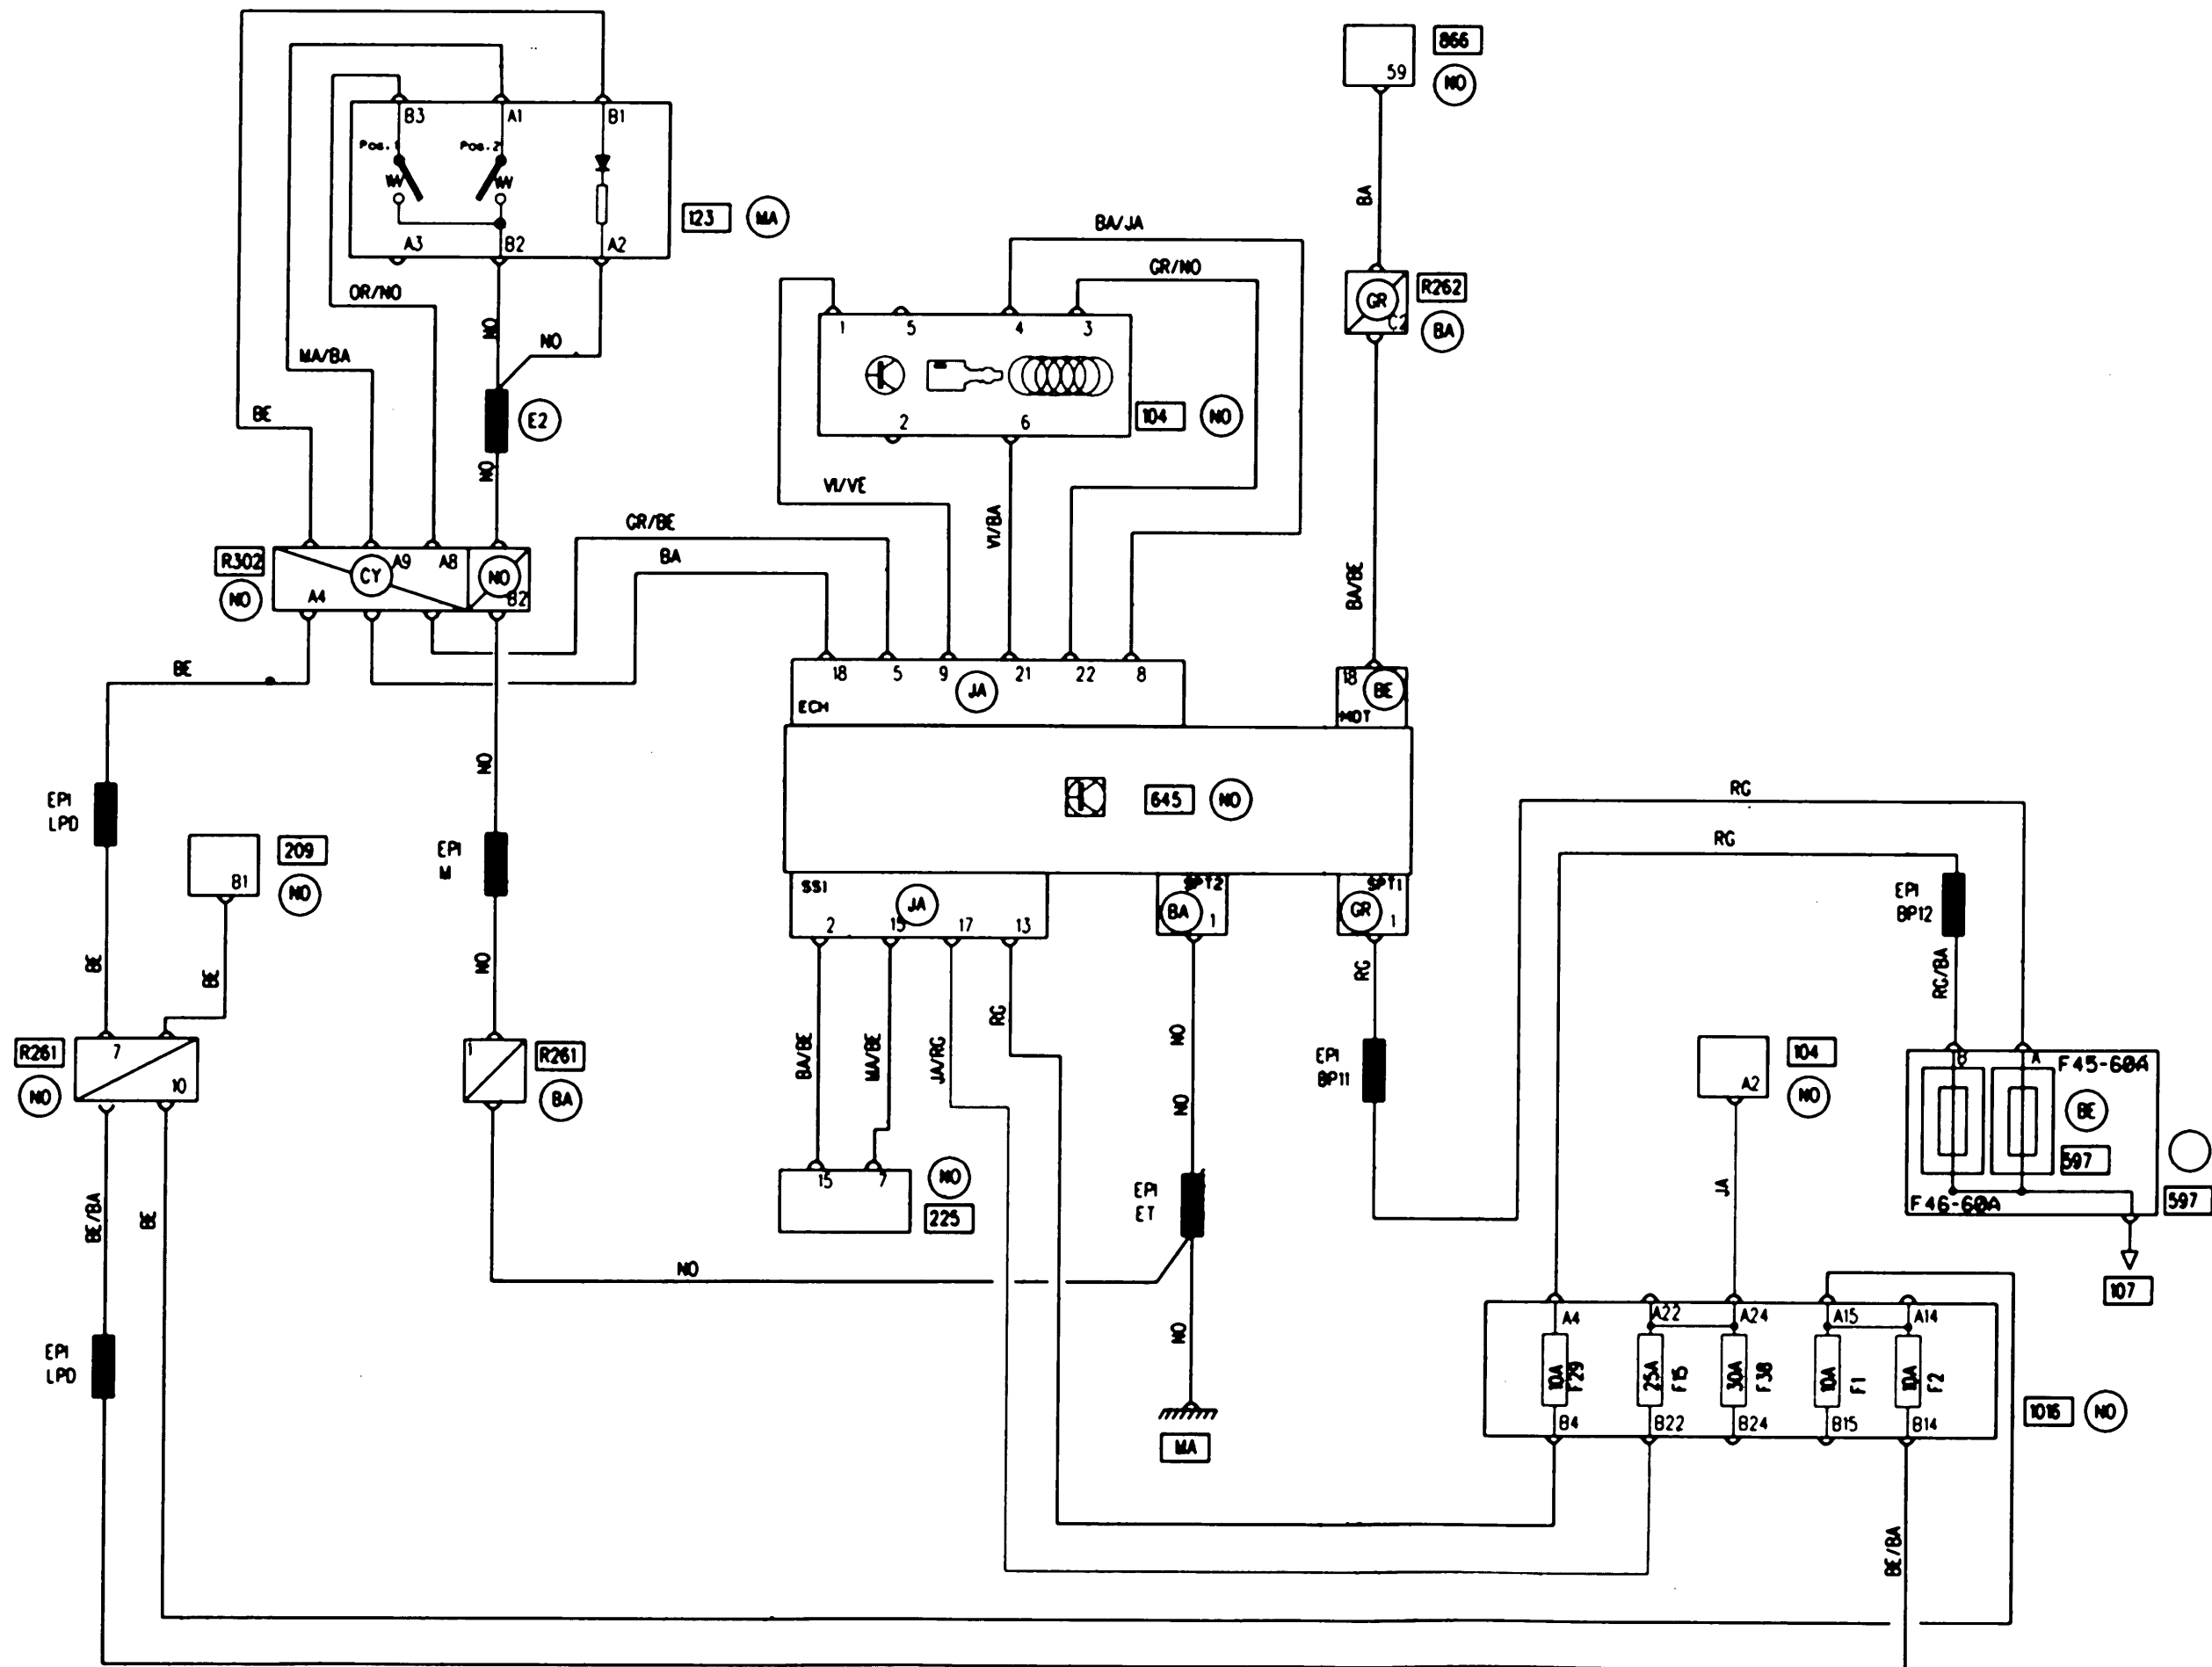 866
59
NO
B3
A1
B1
Pos. 1
Pos. 2
123
MA
A3
B2
A2
BA
BA/JA
GR/NO
OR/NO
NO
NO
MA/BA
1
5
4
3
GR
C2
R262
BA
2
6
104
NO
BE
E2
NO
VI/VE
VI/BA
GR/BE
BA
BA/BE
R302
NO
CY
A9
A8
NO
A4
B2
BE
18
5
9
21
22
8
JA
ECH
18
BE
MOT
NO
645
NO
RG
RG
EPI
LPD
209
NO
B1
EPI
M
SSI
JA
2
15
17
13
SPT2
BA
1
SPT1
GR
1
EPI
BP12
BE
BE
NO
RG
RG/BA
R261
NO
7
10
1
R261
BA
BA/BE
MA/BE
JA/RG
RG
NO
NO
EPI
BP11
104
NO
A2
B
A
F45-60A
BE
597
F46-60A
597
107
JA
15
7
NO
225
EPI
ET
BE/BA
BE
NO
NO
EPI
LPD
MA
A4
A22
A24
A15
A14
10A
F29
25A
F15
30A
F38
10A
F1
10A
F2
B4
B22
B24
B15
B14
1016
NO
BE/BA